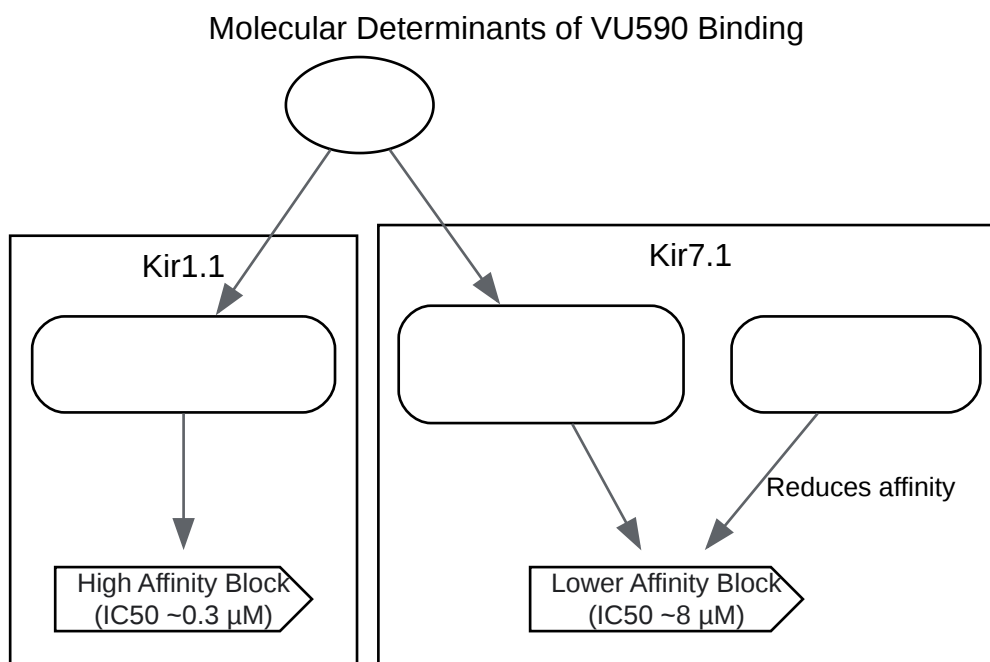 Molecular Determinants of VU590 Binding
Kir1.1
Kir7.1
Reduces affinity
High Affinity Block
(IC50 ~0.3 µM)
Lower Affinity Block
(IC50 ~8 µM)